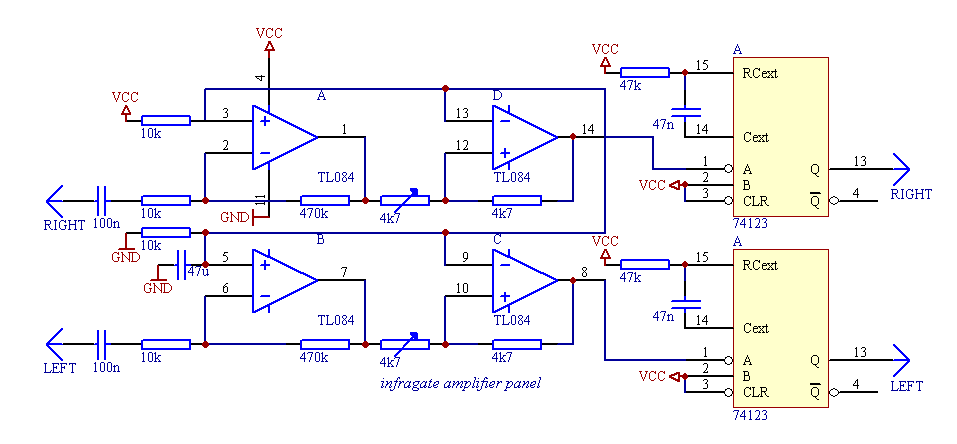 VCC
VCC A
VCC 4 A D 15 RCext
3 + 1 13 − 14 47k
10k 2 − 12 + 47n 14 Cext
TL084 TL084 1 A Q 13
VCC 2 B RIGHT
3 CLR Q 4
RIGHT 100n 10k 11 GND 470k 4k7 4k7 74123
GND 10k B C VCC A
GND 47u 5 + 7 9 − 8 47k 15 RCext
6 − 10 + 47n 14 Cext
TL084 TL084 1 A Q 13
LEFT 100n 10k 470k 4k7 4k7 VCC 2 B LEFT
infragate amplifier panel 3 CLR Q 4
74123